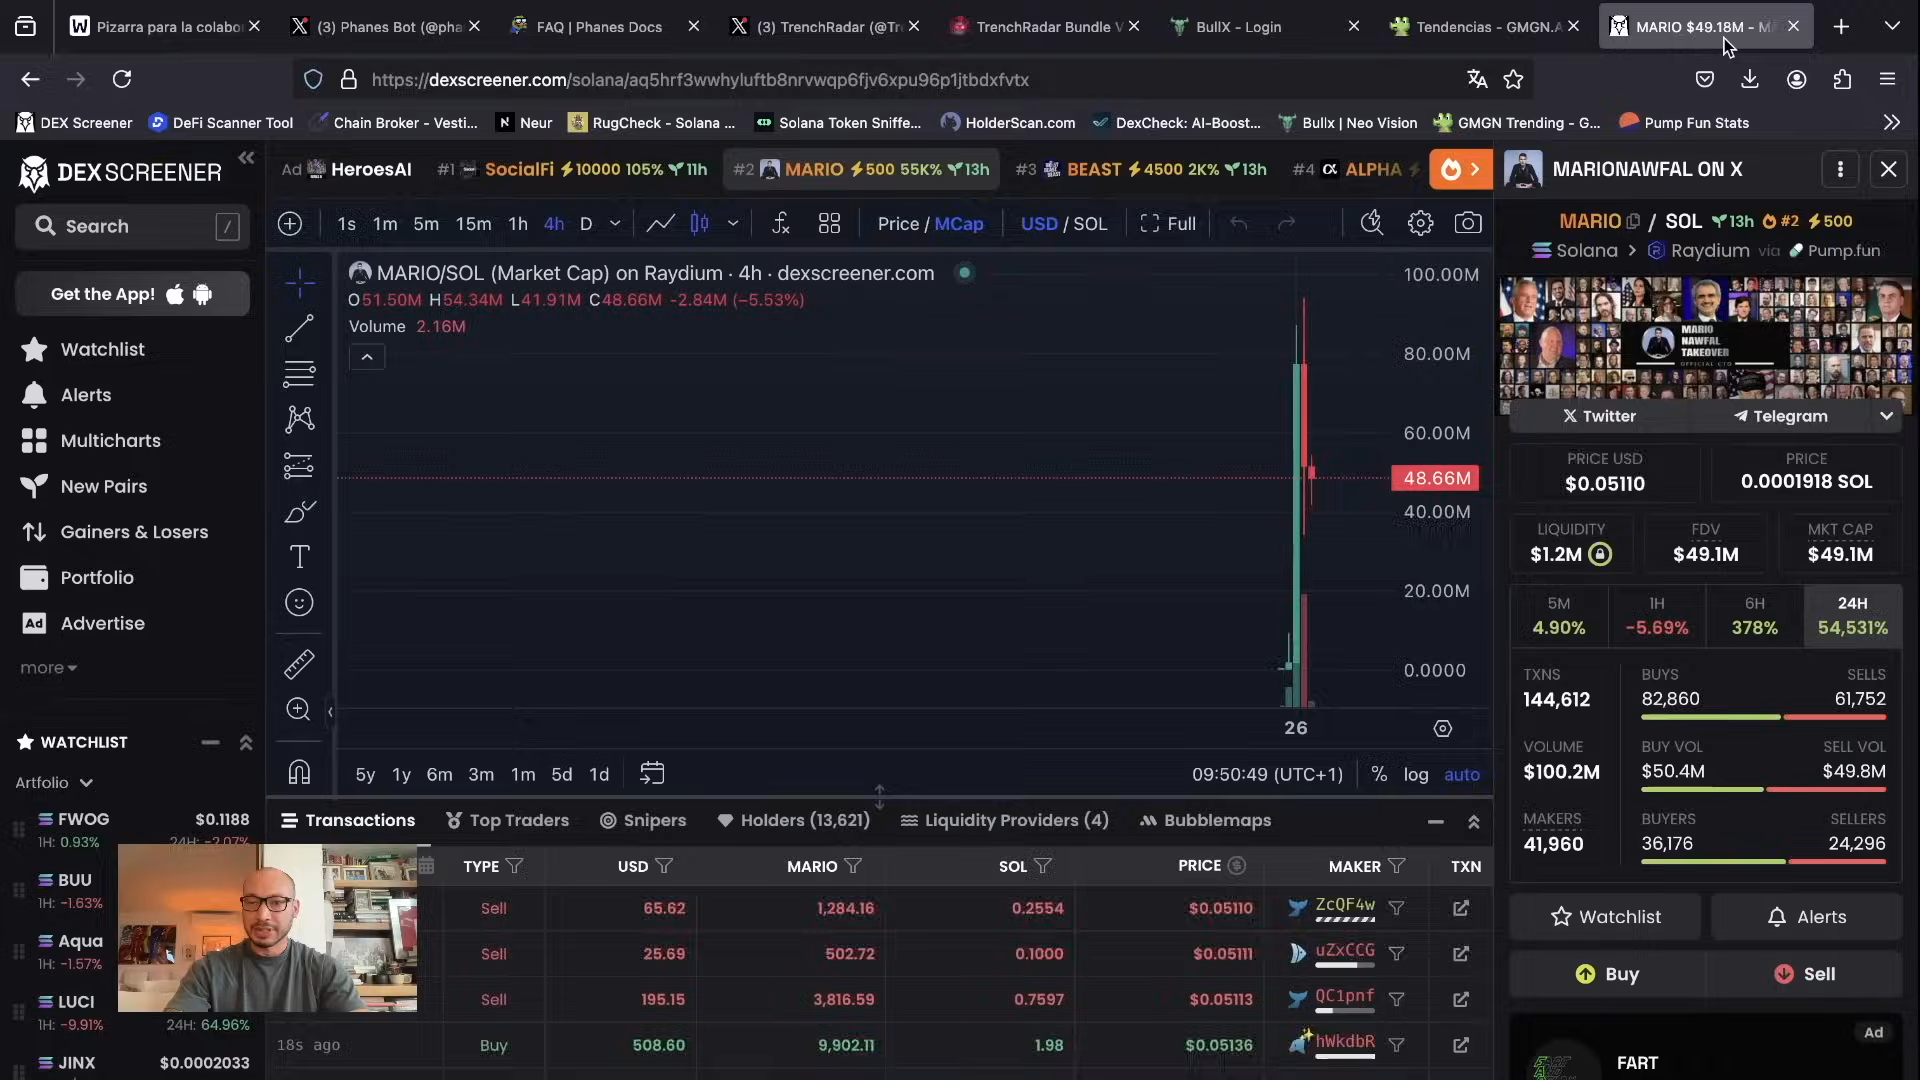 Pizarra para la colabo
(3) Phanes Bot (@pha
FAQ | Phanes Docs
(3) TrenchRadar (@Tr
TrenchRadar Bundle V
BullX - Login
Tendencias - GMGN.A
MARIO $49.18M - M
https://dexscreener.com/solana/aq5hrf3wwhyluftb8nrvwqp6fjv6xpu96p1jtbdxfvtx
DEX Screener
DeFi Scanner Tool
Chain Broker - Vesti...
Neur
RugCheck - Solana ...
Solana Token Sniffe...
HolderScan.com
DexCheck: AI-Boost...
Bullx | Neo Vision
GMGN Trending - G...
Pump Fun Stats
DEX SCREENER
Ad HeroesAI #1 SocialFi 10000 105% 11h #2 MARIO 500 55K% 13h #3 BEAST 4500 2K% 13h #4 ALPHA
MARIONAWFAL ON X
Search /
Get the App!
Watchlist
Alerts
Multicharts
New Pairs
Gainers & Losers
Portfolio
Ad Advertise
more
WATCHLIST
Artfolio
FWOG $0.1188
1H: 0.93% 24H: -2.07%
BUU
1H: -1.63%
Aqua
1H: -1.57%
LUCI
1H: -9.91% 24H: 64.96%
JINX $0.0002033
1s 1m 5m 15m 1h 4h D Price / MCap USD / SOL Full
MARIO/SOL (Market Cap) on Raydium · 4h · dexscreener.com
O51.50M H54.34M L41.91M C48.66M -2.84M (-5.53%)
Volume 2.16M
100.00M
80.00M
60.00M
48.66M
40.00M
20.00M
0.0000
26
5y 1y 6m 3m 1m 5d 1d 09:50:49 (UTC+1) % log auto
Transactions Top Traders Snipers Holders (13,621) Liquidity Providers (4) Bubblemaps
TYPE USD MARIO SOL PRICE MAKER TXN
Sell 65.62 1,284.16 0.2554 $0.05110 ZcQF4w
Sell 25.69 502.72 0.1000 $0.05111 uZxCCG
Sell 195.15 3,816.59 0.7597 $0.05113 QC1pnf
18s ago Buy 508.60 9,902.11 1.98 $0.05136 hWkdbR
MARIO / SOL 13h #2 500
Solana > Raydium via Pump.fun
MARIO
NAWFAL
TAKEOVER
OFFICIAL CTO
Twitter Telegram
PRICE USD PRICE
$0.05110 0.0001918 SOL
LIQUIDITY FDV MKT CAP
$1.2M $49.1M $49.1M
5M 1H 6H 24H
4.90% -5.69% 378% 54,531%
TXNS BUYS SELLS
144,612 82,860 61,752
VOLUME BUY VOL SELL VOL
$100.2M $50.4M $49.8M
MAKERS BUYERS SELLERS
41,960 36,176 24,296
Watchlist Alerts
Buy Sell
Ad
FART